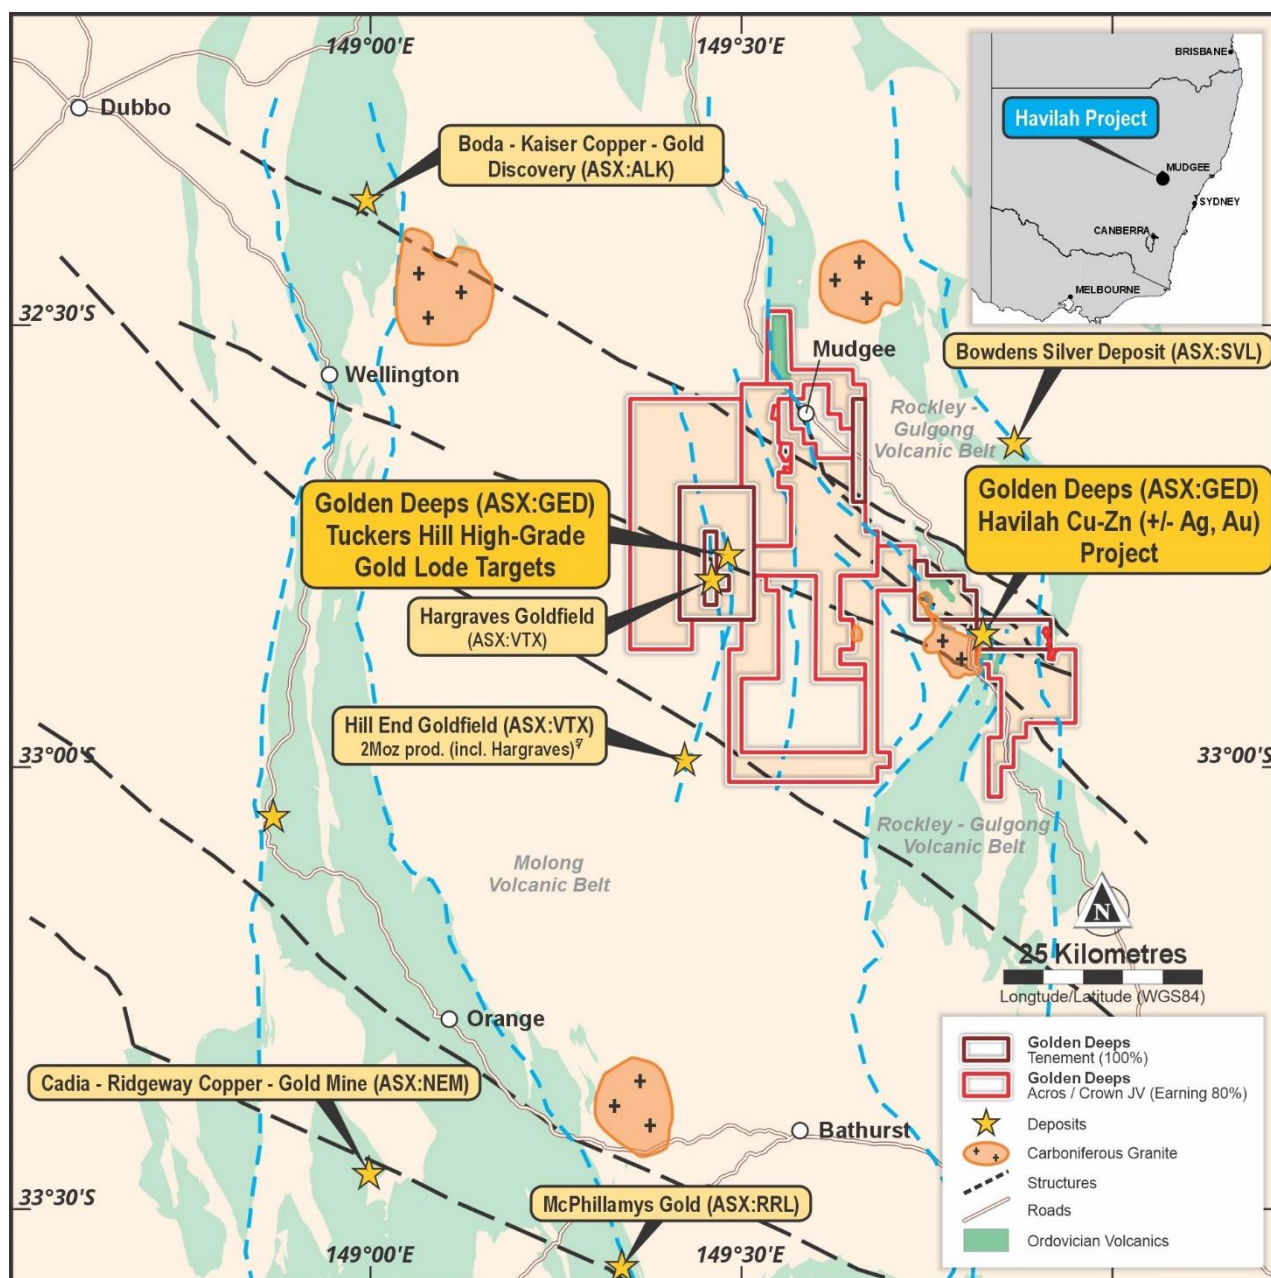 149°00'E
149°30'E
BRISBANE
Dubbo
Havilah Project
Boda - Kaiser Copper - Gold
Discovery (ASX:ALK)
MUDGEE
SYDNEY
CANBERRA
MELBOURNE
32°30'S
Mudgee
Bowdens Silver Deposit (ASX:SVL)
Wellington
Rockley -
Gulgong
Volcanic Belt
Golden Deeps (ASX:GED)
Tuckers Hill High-Grade
Gold Lode Targets
Golden Deeps (ASX:GED)
Havilah Cu-Zn (+/- Ag, Au)
Project
Hargraves Goldfield
(ASX:VTX)
Hill End Goldfield (ASX:VTX)
2Moz prod. (incl. Hargraves)
33°00'S
33°00'S
Rockley - Gulgong
Volcanic Belt
Molong
Volcanic Belt
N
25 Kilometres
Longtude/Latitude (WGS84)
Orange
Golden Deeps
Tenement (100%)
Golden Deeps
Acros / Crown JV (Earning 80%)
Deposits
Carboniferous Granite
Structures
Roads
Ordovician Volcanics
Cadia - Ridgeway Copper - Gold Mine (ASX:NEM)
Bathurst
33°30'S
McPhillamys Gold (ASX:RRL)
149°00'E
149°30'E